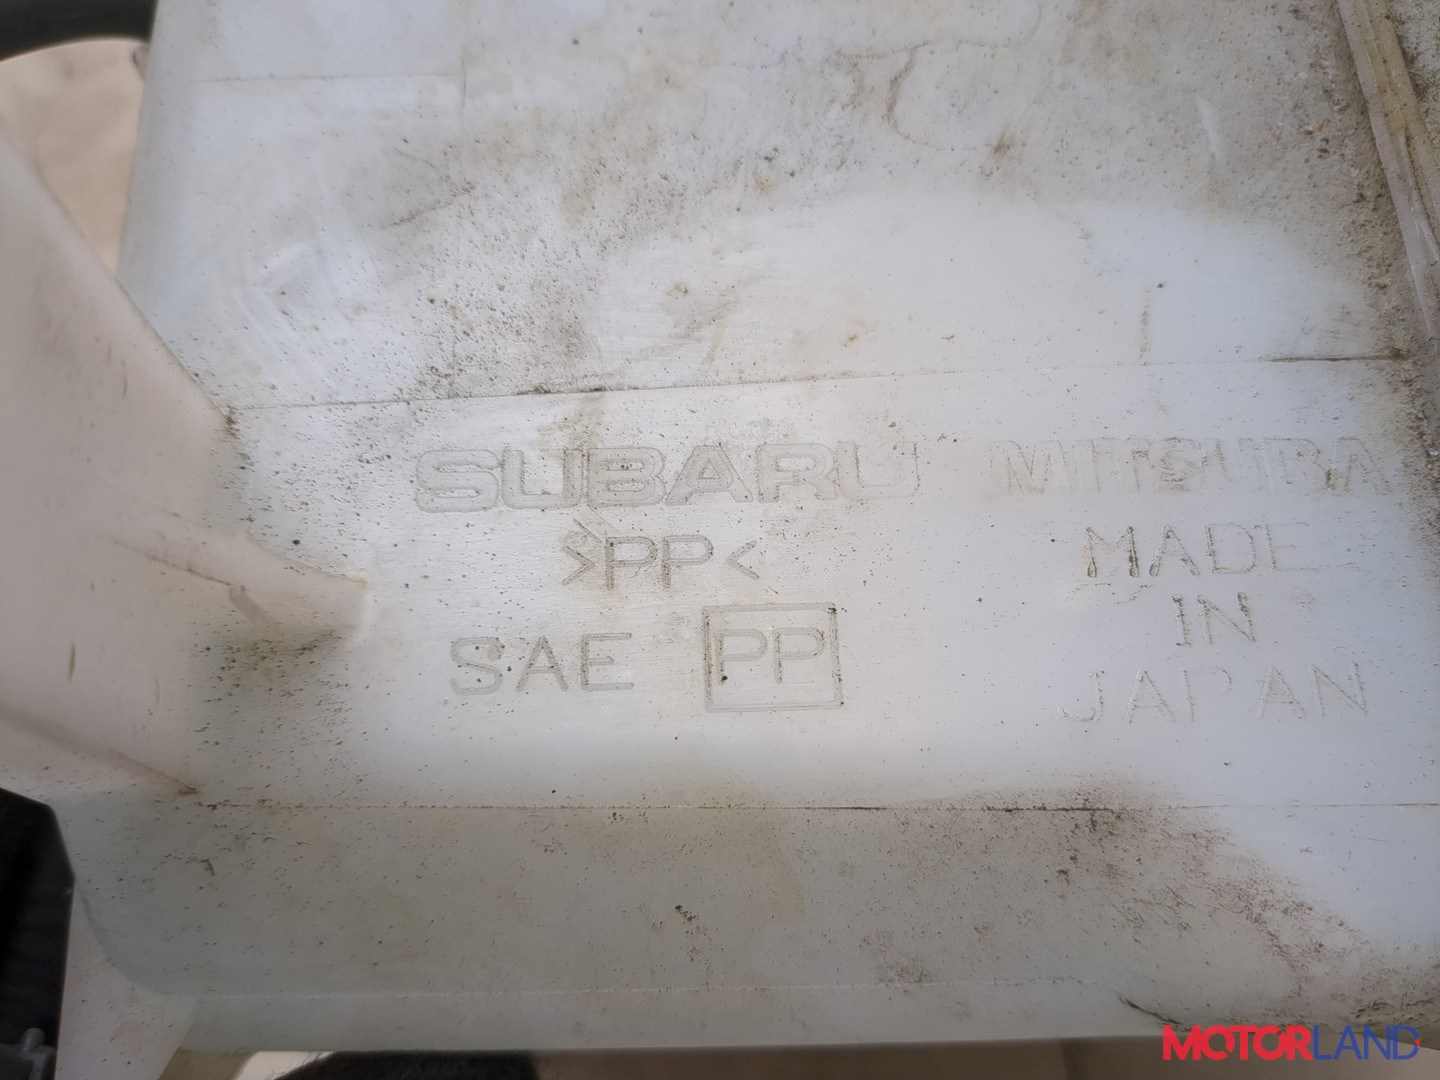 SUBARU MITSUBA
>PP<
SAE PP
MADE
IN
JAPAN
MOTORLAND